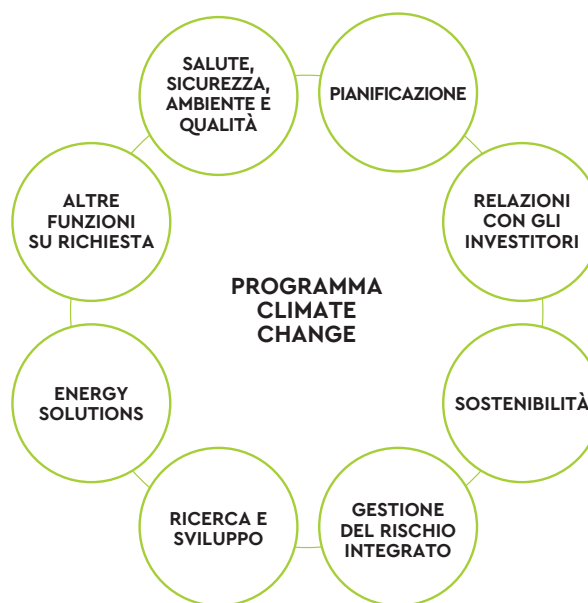 SALUTE,
SICUREZZA,
AMBIENTE E
QUALITÀ
PIANIFICAZIONE
RELAZIONI
CON GLI
INVESTITORI
SOSTENIBILITÀ
GESTIONE
DEL RISCHIO
INTEGRATO
RICERCA E
SVILUPPO
ENERGY
SOLUTIONS
ALTRE
FUNZIONI
SU RICHIESTA
PROGRAMMA
CLIMATE
CHANGE